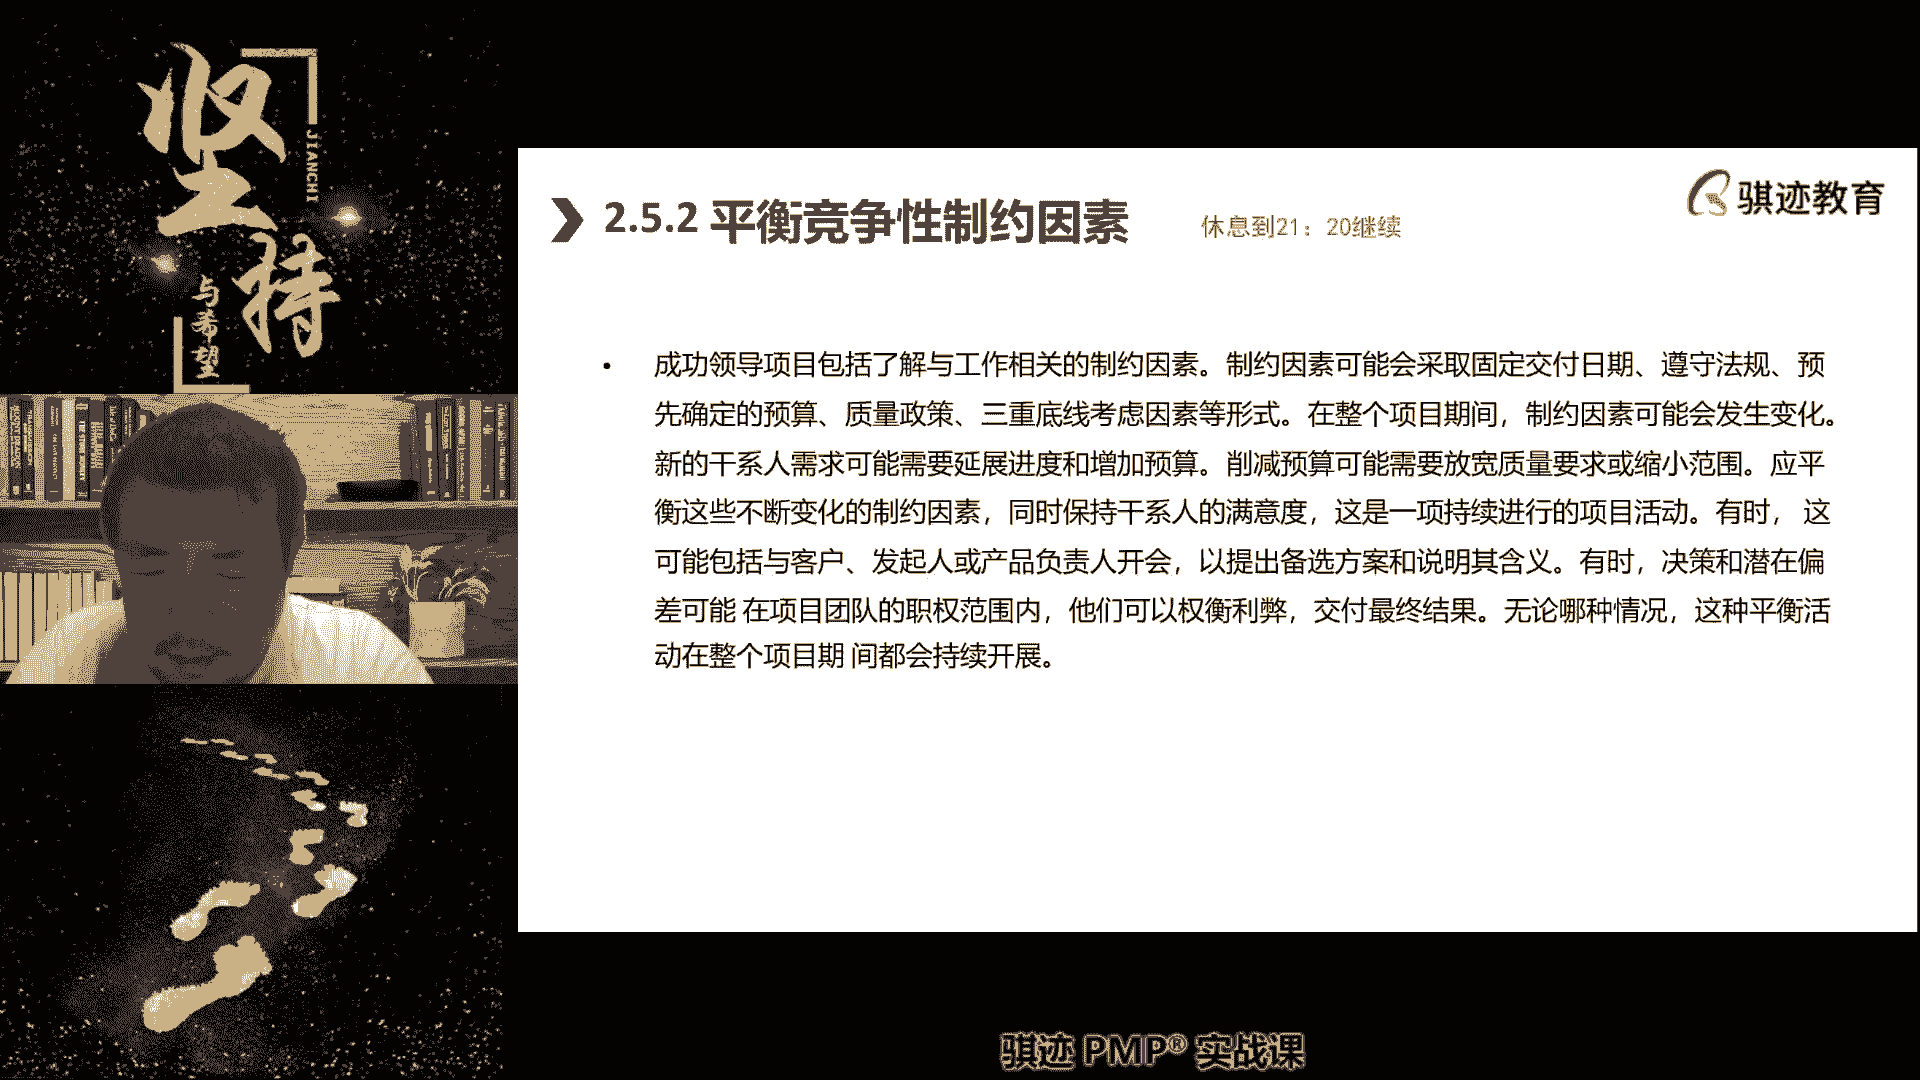 坚持
JIANCHI
与希望
2.5.2 平衡竞争性制约因素
休息到21：20继续
骐迹教育
• 成功领导项目包括了解与工作相关的制约因素。制约因素可能会采取固定交付日期、遵守法规、预
先确定的预算、质量政策、三重底线考虑因素等形式。在整个项目期间，制约因素可能会发生变化。
新的干系人需求可能需要延展进度和增加预算。削减预算可能需要放宽质量要求或缩小范围。应平
衡这些不断变化的制约因素，同时保持干系人的满意度，这是一项持续进行的项目活动。有时， 这
可能包括与客户、发起人或产品负责人开会，以提出备选方案和说明其含义。有时，决策和潜在偏
差可能 在项目团队的职权范围内，他们可以权衡利弊，交付最终结果。无论哪种情况，这种平衡活
动在整个项目期 间都会持续开展。
骐迹 PMP® 实战课